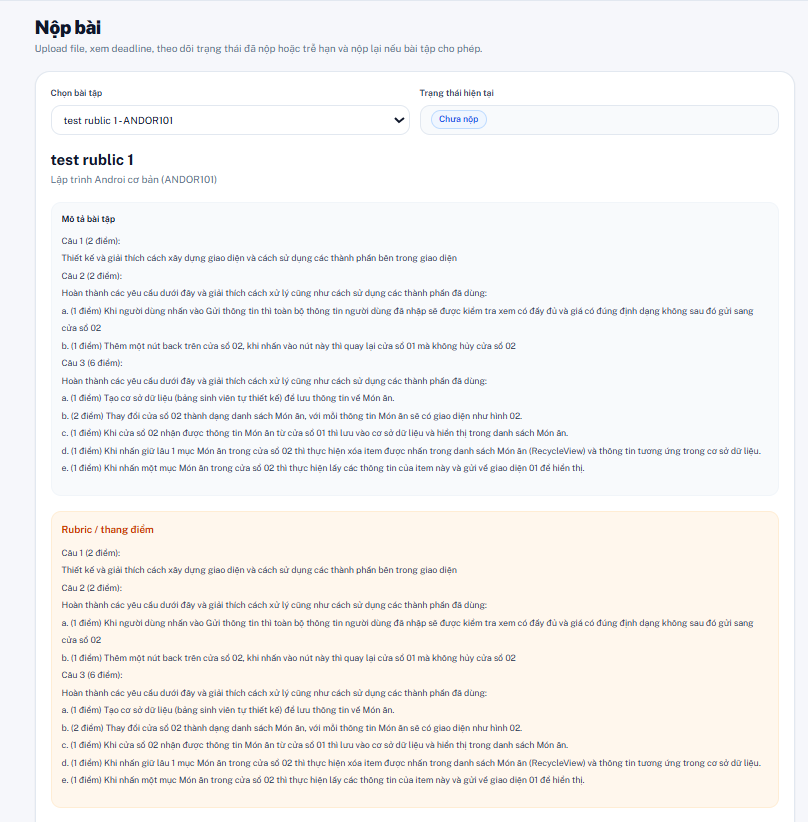 Nộp bài
Upload file, xem deadline, theo dõi trạng thái đã nộp hoặc trễ hạn và nộp lại nếu bài tập cho phép.
Chọn bài tập
Trạng thái hiện tại
test rublic 1 - ANDOR101
Chưa nộp
test rublic 1
Lập trình Androi cơ bản (ANDOR101)
Mô tả bài tập
Câu 1 (2 điểm):
Thiết kế và giải thích cách xây dựng giao diện và cách sử dụng các thành phần bên trong giao diện
Câu 2 (2 điểm):
Hoàn thành các yêu cầu dưới đây và giải thích cách xử lý cũng như cách sử dụng các thành phần đã dùng:
a. (1 điểm) Khi người dùng nhấn vào Gửi thông tin thì toàn bộ thông tin người dùng đã nhập sẽ được kiểm tra xem có đầy đủ và giá có đúng định dạng không sau đó gửi sang
cửa sổ 02
b. (1 điểm) Thêm một nút back trên cửa sổ 02, khi nhấn vào nút này thì quay lại cửa sổ 01 mà không hủy cửa sổ 02
Câu 3 (6 điểm):
Hoàn thành các yêu cầu dưới đây và giải thích cách xử lý cũng như cách sử dụng các thành phần đã dùng:
a. (1 điểm) Tạo cơ sở dữ liệu (bảng sinh viên tự thiết kế) để lưu thông tin về Món ăn.
b. (2 điểm) Thay đổi cửa sổ 02 thành dạng danh sách Món ăn, với mỗi thông tin Món ăn sẽ có giao diện như hình 02.
c. (1 điểm) Khi cửa sổ 02 nhận được thông tin Món ăn từ cửa sổ 01 thì lưu vào cơ sở dữ liệu và hiển thị trong danh sách Món ăn.
d. (1 điểm) Khi nhấn giữ lâu 1 mục Món ăn trong cửa sổ 02 thì thực hiện xóa item được nhấn trong danh sách Món ăn (RecycleView) và thông tin tương ứng trong cơ sở dữ liệu.
e. (1 điểm) Khi nhấn một mục Món ăn trong cửa sổ 02 thì thực hiện lấy các thông tin của item này và gửi về giao diện 01 để hiển thị.
Rubric / thang điểm
Câu 1 (2 điểm):
Thiết kế và giải thích cách xây dựng giao diện và cách sử dụng các thành phần bên trong giao diện
Câu 2 (2 điểm):
Hoàn thành các yêu cầu dưới đây và giải thích cách xử lý cũng như cách sử dụng các thành phần đã dùng:
a. (1 điểm) Khi người dùng nhấn vào Gửi thông tin thì toàn bộ thông tin người dùng đã nhập sẽ được kiểm tra xem có đầy đủ và giá có đúng định dạng không sau đó gửi sang
cửa sổ 02
b. (1 điểm) Thêm một nút back trên cửa sổ 02, khi nhấn vào nút này thì quay lại cửa sổ 01 mà không hủy cửa sổ 02
Câu 3 (6 điểm):
Hoàn thành các yêu cầu dưới đây và giải thích cách xử lý cũng như cách sử dụng các thành phần đã dùng:
a. (1 điểm) Tạo cơ sở dữ liệu (bảng sinh viên tự thiết kế) để lưu thông tin về Món ăn.
b. (2 điểm) Thay đổi cửa sổ 02 thành dạng danh sách Món ăn, với mỗi thông tin Món ăn sẽ có giao diện như hình 02.
c. (1 điểm) Khi cửa sổ 02 nhận được thông tin Món ăn từ cửa sổ 01 thì lưu vào cơ sở dữ liệu và hiển thị trong danh sách Món ăn.
d. (1 điểm) Khi nhấn giữ lâu 1 mục Món ăn trong cửa sổ 02 thì thực hiện xóa item được nhấn trong danh sách Món ăn (RecycleView) và thông tin tương ứng trong cơ sở dữ liệu.
e. (1 điểm) Khi nhấn một mục Món ăn trong cửa sổ 02 thì thực hiện lấy các thông tin của item này và gửi về giao diện 01 để hiển thị.